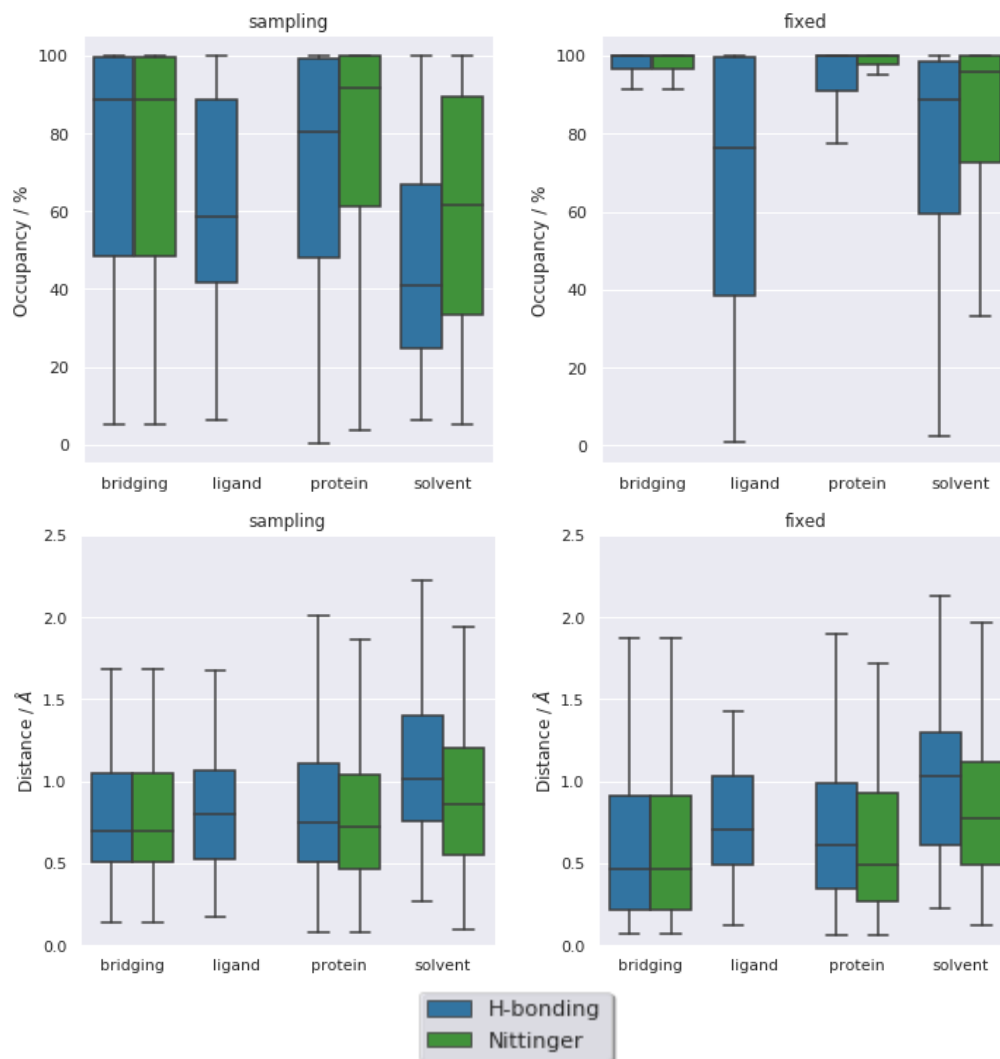 sampling
fixed
Occupancy / %
100
80
60
40
20
0
bridging ligand protein solvent
Occupancy / %
100
80
60
40
20
0
bridging ligand protein solvent
sampling
fixed
Distance / Å
2.5
2.0
1.5
1.0
0.5
0.0
bridging ligand protein solvent
Distance / Å
2.5
2.0
1.5
1.0
0.5
0.0
bridging ligand protein solvent
H-bonding
Nittinger